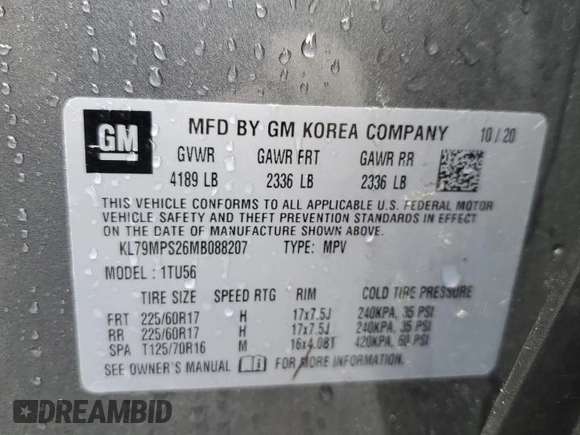 GM
MFD BY GM KOREA COMPANY 10/20
GVWR GAWR FRT GAWR RR
4189 LB 2336 LB 2336 LB
THIS VEHICLE CONFORMS TO ALL APPLICABLE U.S. FEDERAL MOTOR
VEHICLE SAFETY AND THEFT PREVENTION STANDARDS IN EFFECT
ON THE DATE OF MANUFACTURE SHOWN ABOVE.
KL79MPS26MB088207 TYPE: MPV
MODEL: 1TU56
TIRE SIZE SPEED RTG RIM COLD TIRE PRESSURE
FRT 225/60R17 H 17x7.5J 240KPA, 35 PSI
RR 225/60R17 H 17x7.5J 240KPA, 35 PSI
SPA T125/70R16 M 16x4.0BT 420KPA, 60 PSI
SEE OWNER'S MANUAL FOR MORE INFORMATION
DREAMBID